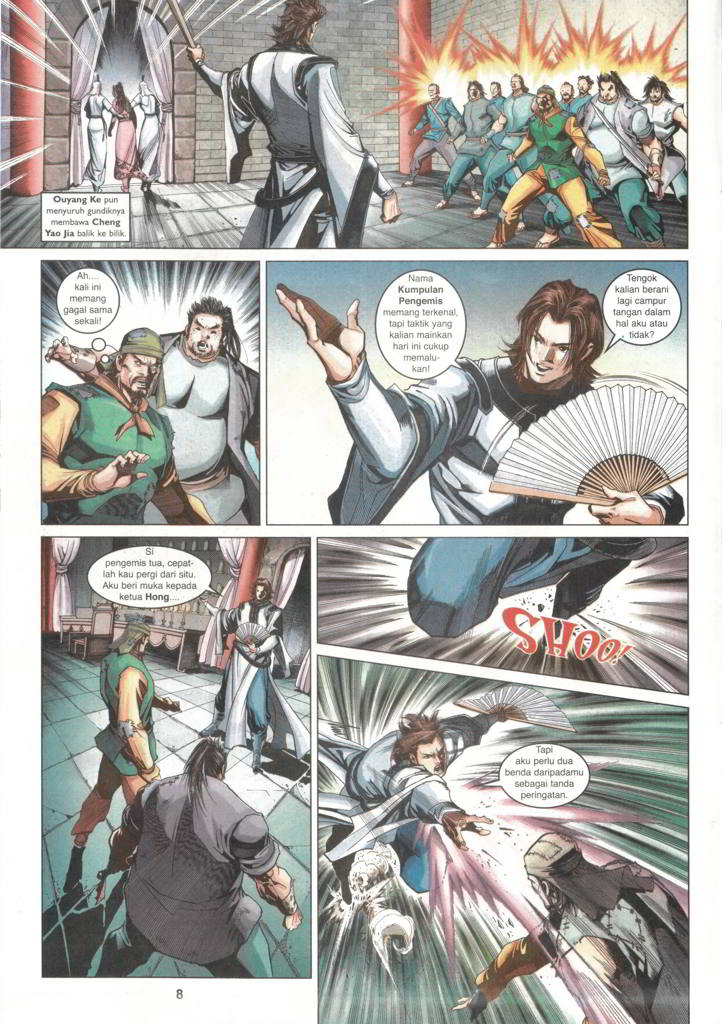 Ouyang Ke pun
menyuruh gundiknya
membawa Cheng
Yao Jia balik ke bilik.
Ah....
kali ini
memang
gagal sama
sekali!
Nama
Kumpulan
Pengemis
memang terkenal,
tapi taktik yang
kalian mainkan
hari ini cukup
memalu-
kan!
Tengok
kalian berani
lagi campur
tangan dalam
hal aku atau
tidak?
Si
pengemis tua, cepat-
lah kau pergi dari situ.
Aku beri muka kepada
ketua Hong....
SHOO!
Tapi
aku perlu dua
benda daripadamu
sebagai tanda
peringatan.
8